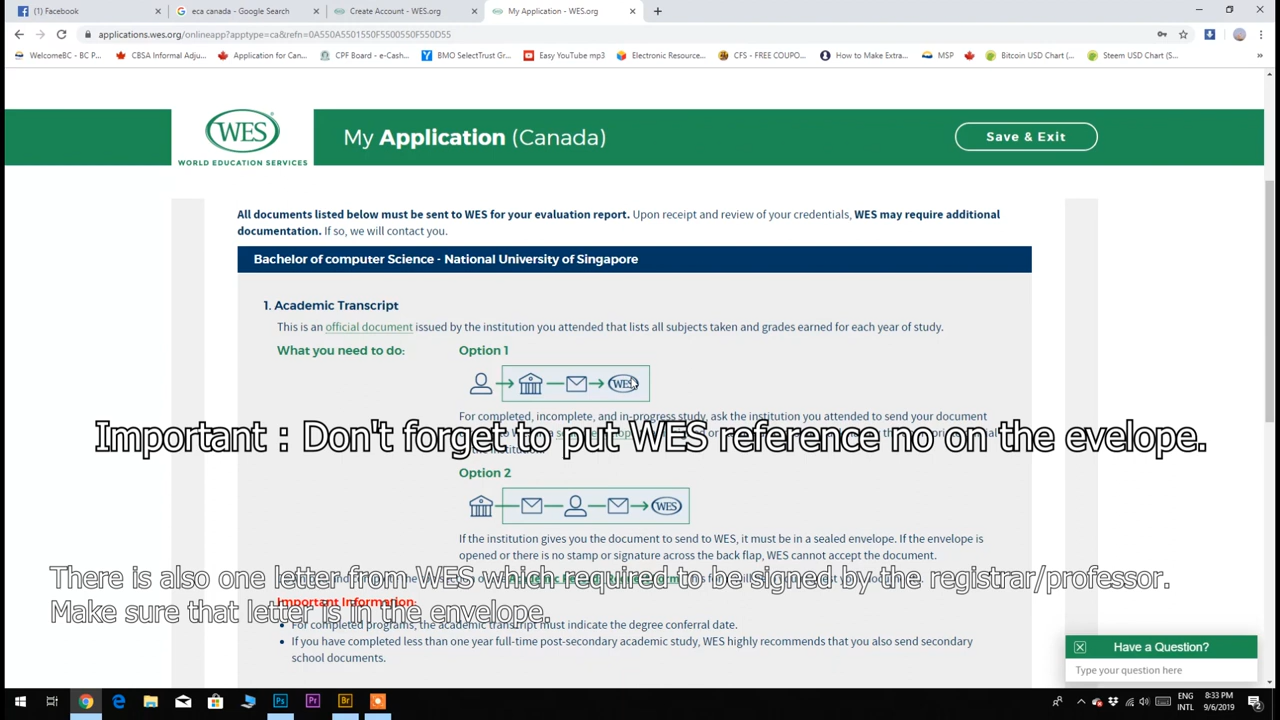 (1) Facebook
eca canada - Google Search
Create Account - WES.org
My Application - WES.org
applications.wes.org/onlineapp?apptype=ca&refn=0A550A5501550F5500550F550D55
WelcomeBC - BC P...
CBSA Informal Adju...
Application for Can...
CPF Board - e-Cash...
BMO SelectTrust Gr...
Easy YouTube mp3
Electronic Resource...
CFS - FREE COUPO...
How to Make Extra...
MSP
Bitcoin USD Chart (...
Steem USD Chart (S...
WES
WORLD EDUCATION SERVICES
My Application (Canada)
Save & Exit
All documents listed below must be sent to WES for your evaluation report. Upon receipt and review of your credentials, WES may require additional
documentation. If so, we will contact you.
Bachelor of computer Science - National University of Singapore
1. Academic Transcript
This is an official document issued by the institution you attended that lists all subjects taken and grades earned for each year of study.
What you need to do:
Option 1
WES
For completed, incomplete, and in-progress study, ask the institution you attended to send your document
Important : Don't forget to put WES reference no on the evelope.
Option 2
WES
If the institution gives you the document to send to WES, it must be in a sealed envelope. If the envelope is
opened or there is no stamp or signature across the back flap, WES cannot accept the document.
There is also one letter from WES which required to be signed by the registrar/professor.
Make sure that letter is in the envelope.
Important Information:
• For completed programs, the academic transcript must indicate the degree conferral date.
• If you have completed less than one year full-time post-secondary academic study, WES highly recommends that you also send secondary
school documents.
Have a Question?
Type your question here
ENG
INTL
8:33 PM
9/6/2019
2